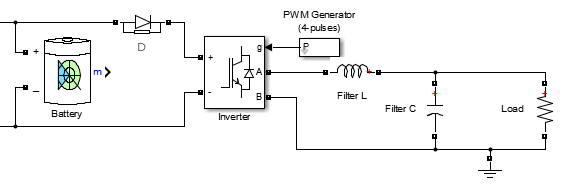 PWM Generator
(4-pulses)
D
g
P
+
+
A
m
Filter L
-
B
Filter C
Load
_
Battery
Inverter